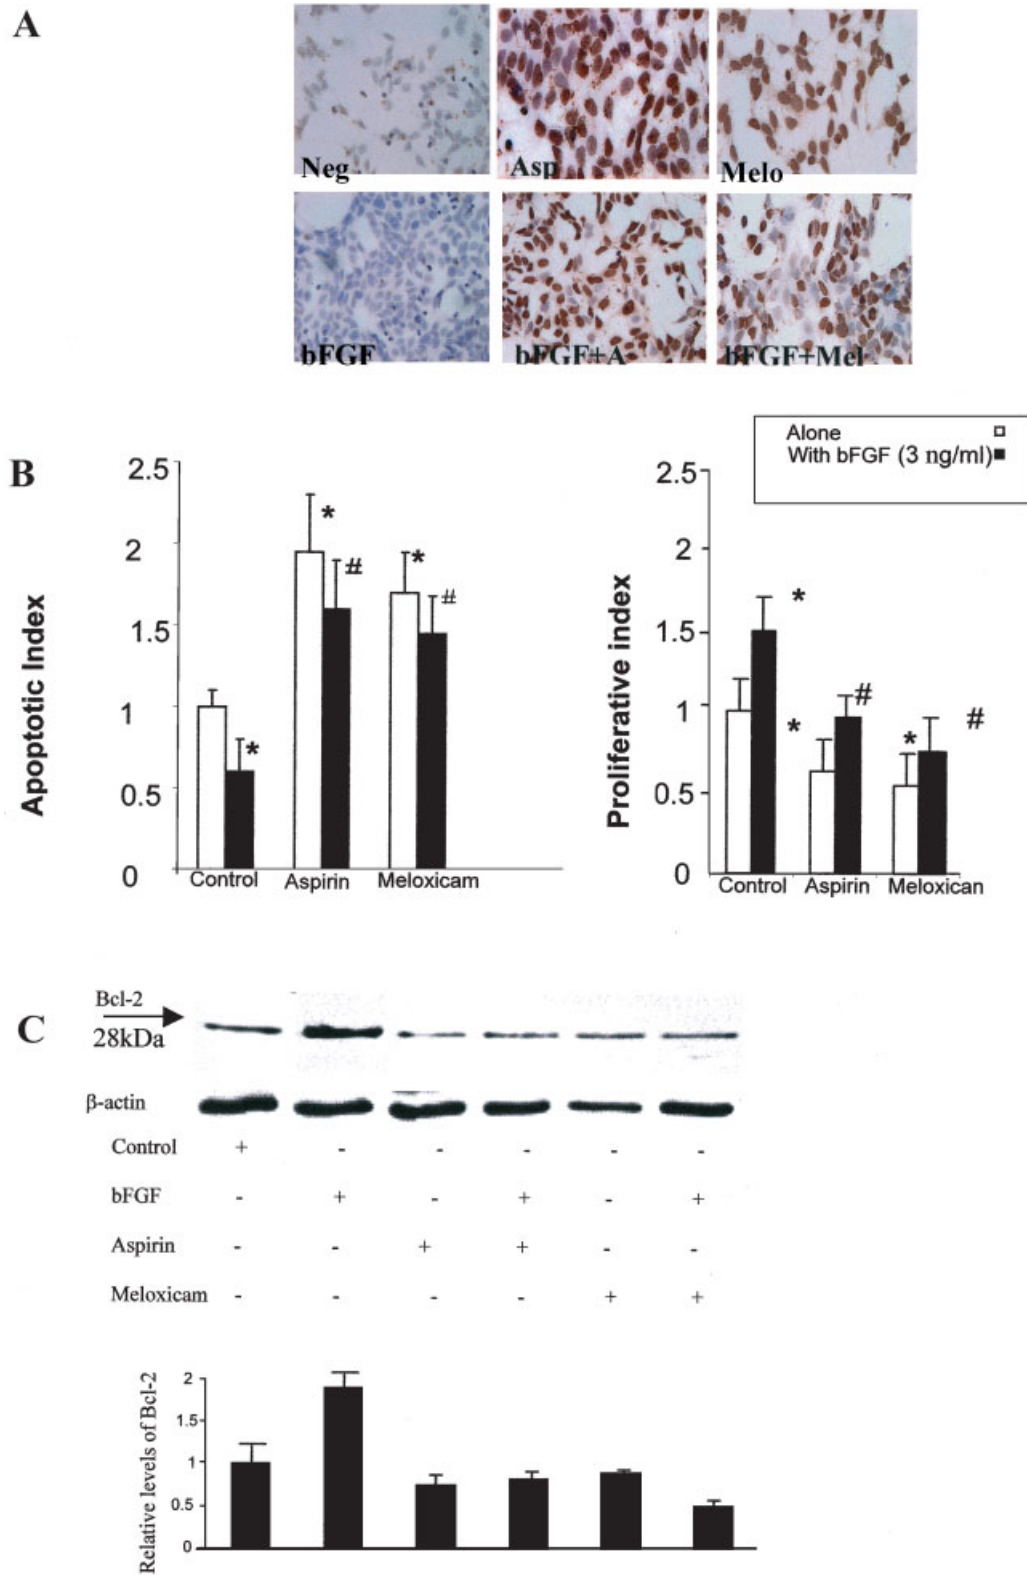 A
Neg
Asp
Melo
bFGF
bFGF+A
bFGF+Mel
Alone
With bFGF (3 ng/ml)
B
2.5
2
1.5
1
0.5
0
Apoptotic Index
*
*
#
*
#
Control
Aspirin
Meloxicam
2.5
2
1.5
1
0.5
0
Proliferative index
*
*
#
*
#
Control
Aspirin
Meloxican
C
Bcl-2
28kDa
β-actin
Control + - - - - -
bFGF - + - + - +
Aspirin - - + + - -
Meloxicam - - - - + +
Relative levels of Bcl-2
2
1.5
1
0.5
0